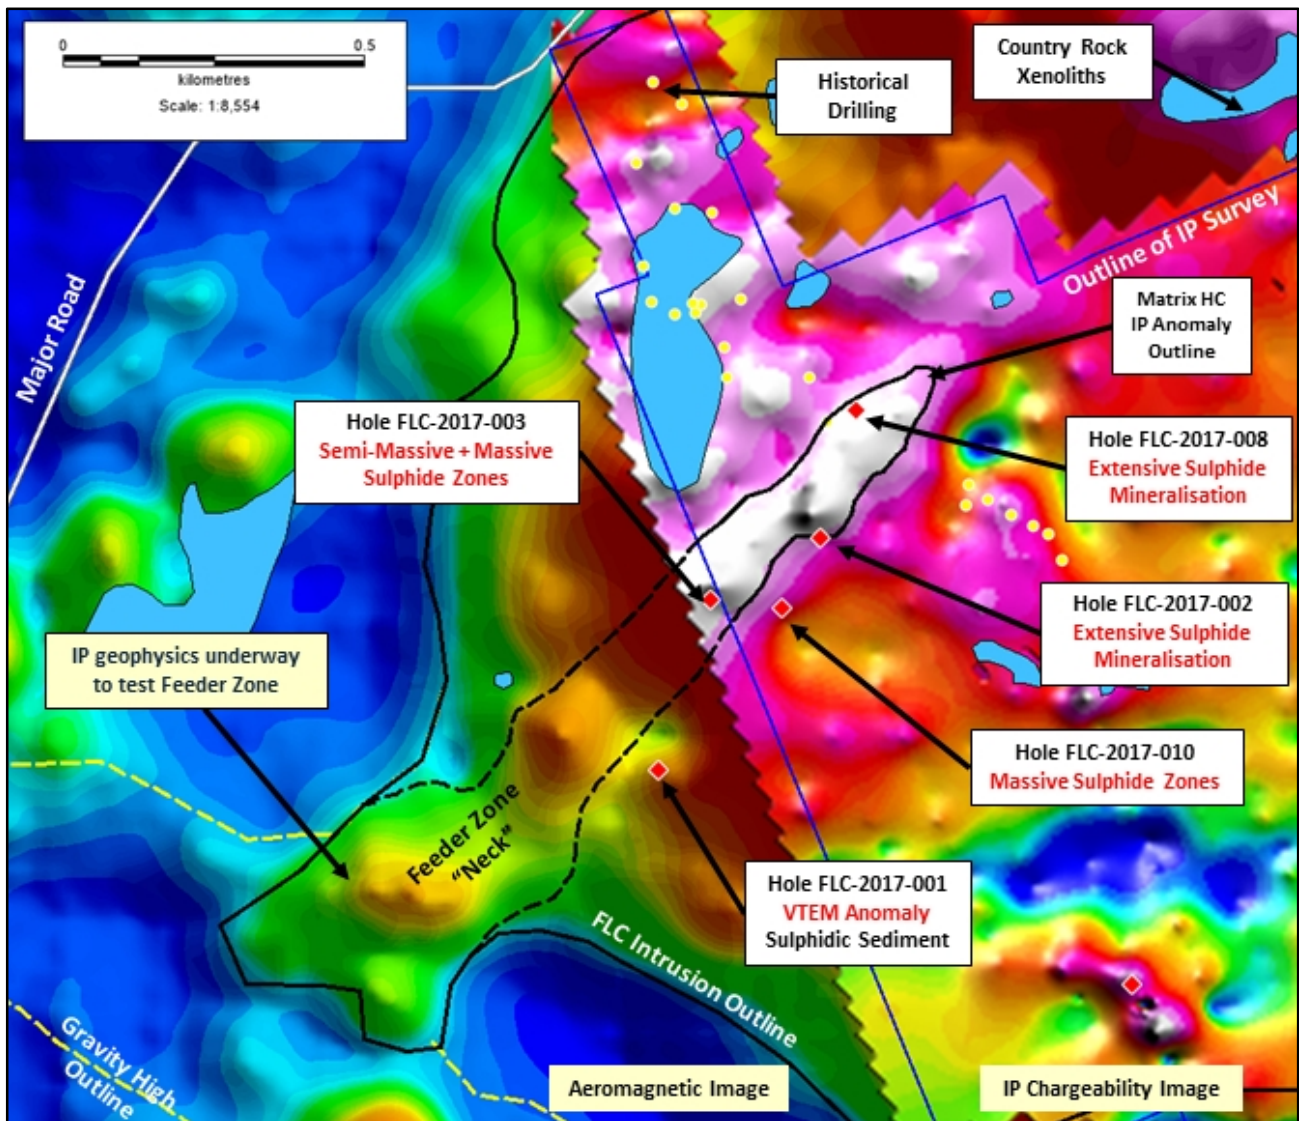 0 0.5
kilometres
Scale: 1:8,554
Historical
Drilling
Country Rock
Xenoliths
Outline of IP Survey
Matrix HC
IP Anomaly
Outline
Major Road
Hole FLC-2017-003
Semi-Massive + Massive
Sulphide Zones
Hole FLC-2017-008
Extensive Sulphide
Mineralisation
Hole FLC-2017-002
Extensive Sulphide
Mineralisation
IP geophysics underway
to test Feeder Zone
Hole FLC-2017-010
Massive Sulphide Zones
Feeder Zone
"Neck"
Hole FLC-2017-001
VTEM Anomaly
Sulphidic Sediment
FLC Intrusion Outline
Gravity High
Outline
Aeromagnetic Image
IP Chargeability Image